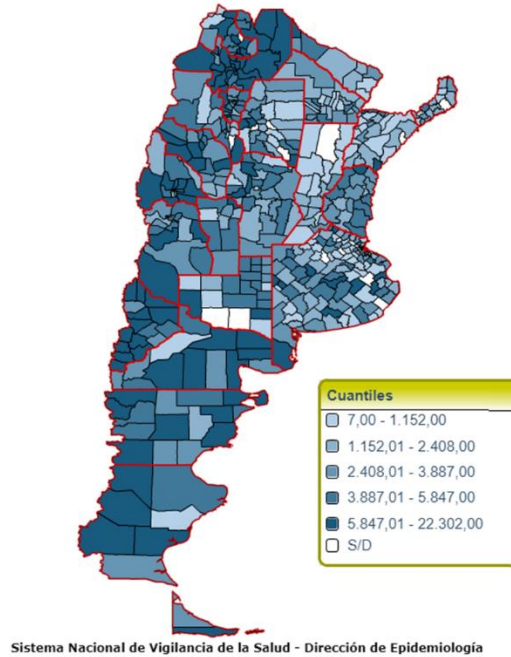 Cuantiles
7,00 - 1.152,00
1.152,01 - 2.408,00
2.408,01 - 3.887,00
3.887,01 - 5.847,00
5.847,01 - 22.302,00
S/D
Sistema Nacional de Vigilancia de la Salud - Dirección de Epidemiología